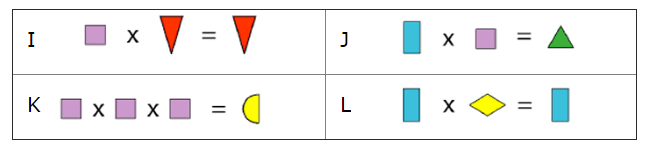 I x =
J x =
K x x =
L x =